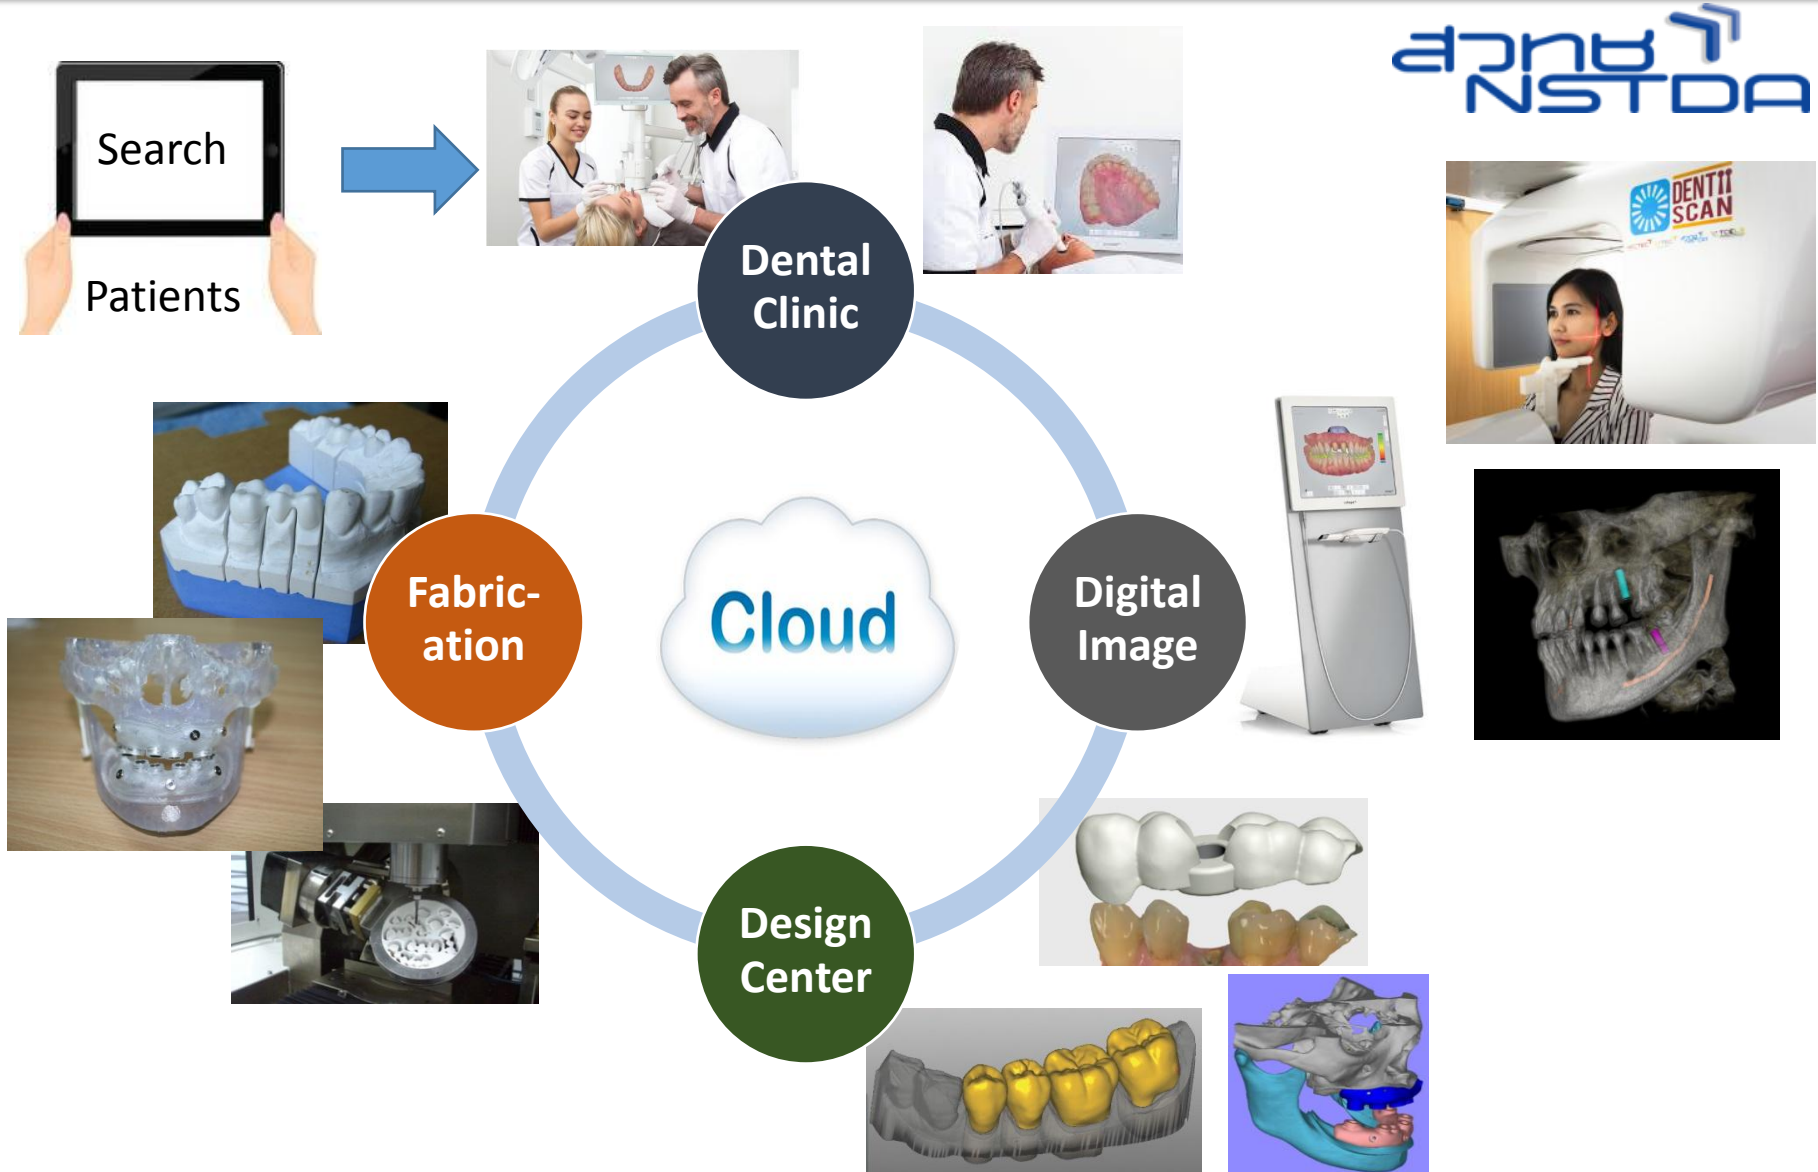 Search
Patients
สวทช
NSTDA
DENTII
SCAN
Dental
Clinic
Fabric-
ation
Cloud
Digital
Image
Design
Center